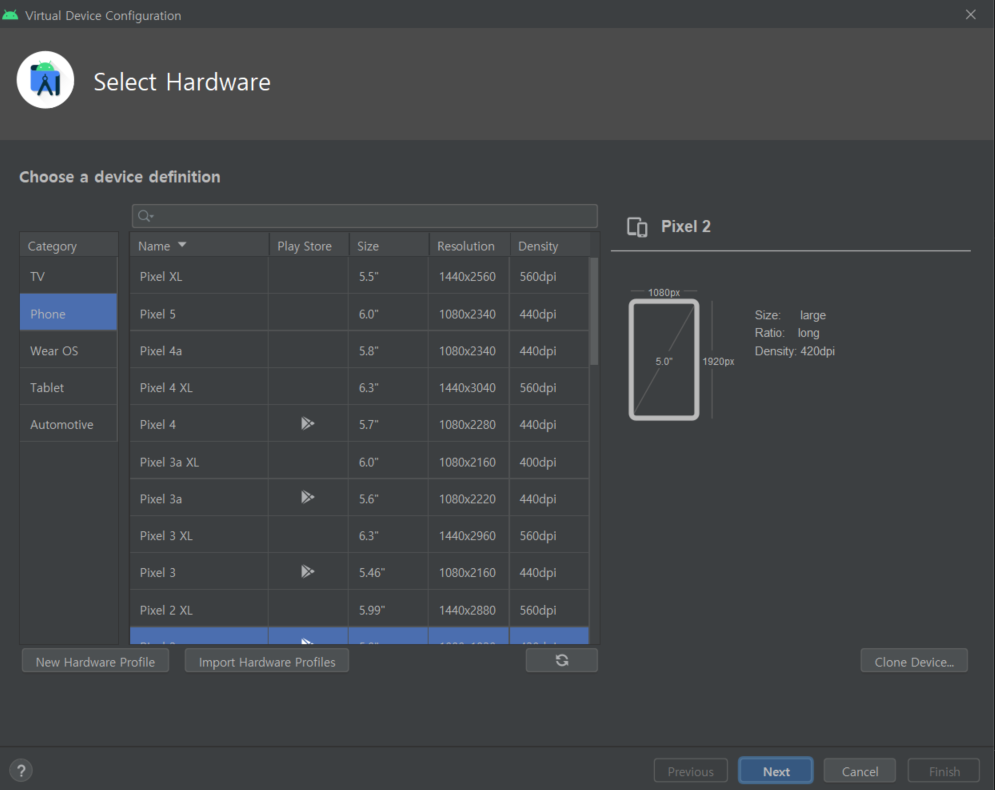 Virtual Device Configuration
Select Hardware
Choose a device definition
Category
TV
Phone
Wear OS
Tablet
Automotive
Name Play Store Size Resolution Density
Pixel XL 5.5" 1440x2560 560dpi
Pixel 5 6.0" 1080x2340 440dpi
Pixel 4a 5.8" 1080x2340 440dpi
Pixel 4 XL 6.3" 1440x3040 560dpi
Pixel 4 5.7" 1080x2280 440dpi
Pixel 3a XL 6.0" 1080x2160 400dpi
Pixel 3a 5.6" 1080x2220 440dpi
Pixel 3 XL 6.3" 1440x2960 560dpi
Pixel 3 5.46" 1080x2160 440dpi
Pixel 2 XL 5.99" 1440x2880 560dpi
Pixel 2
1080px
5.0"
1920px
Size: large
Ratio: long
Density: 420dpi
New Hardware Profile
Import Hardware Profiles
Clone Device...
?
Previous
Next
Cancel
Finish